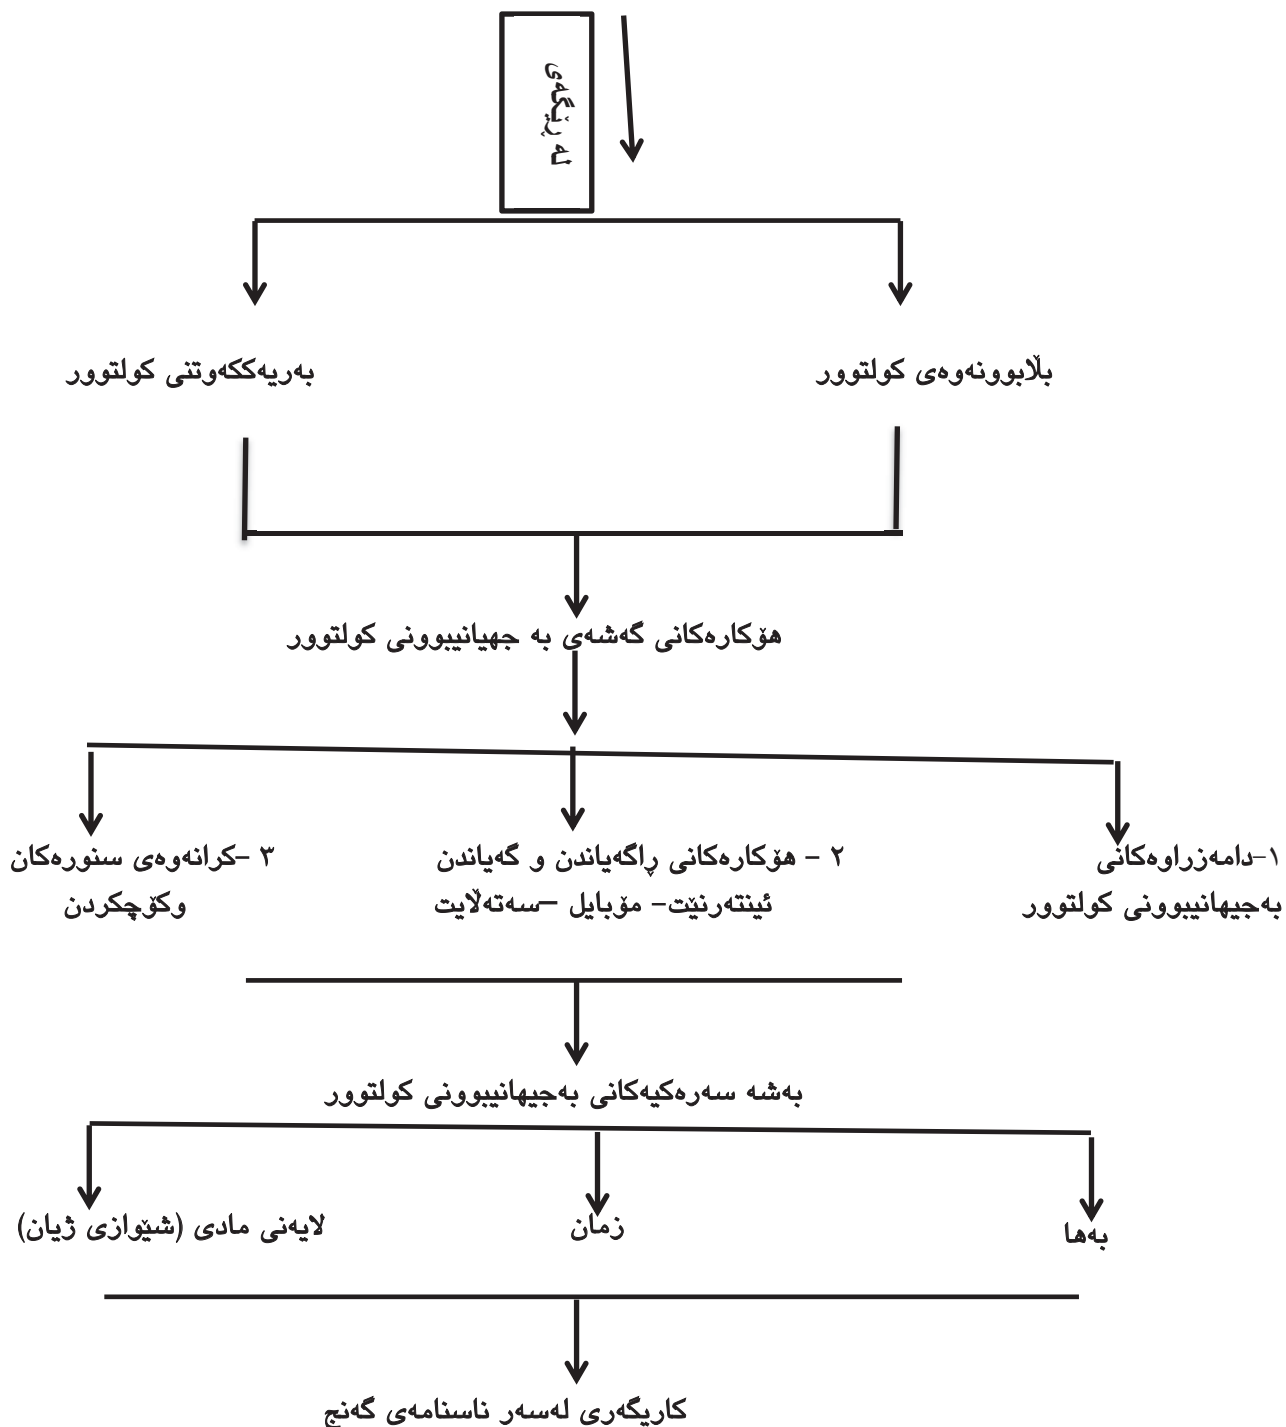 لە ڕێگەی
بڵابوونەوەی کولتوور
بەریەککەوتنی کولتوور
هۆکارەکانی گەشەی بە جهیانیبوونی کولتوور
١-دامەزراوەکانی
بەجیهانیبوونی کولتوور
٢ - هۆکارەکانی ڕاگەیاندن و گەیاندن
ئینتەرنێت- مۆبایل –سەتەڵایت
٣ -کرانەوەی سنورەکان
وکۆچکردن
بەشە سەرەکیەکانی بەجیهانیبوونی کولتوور
بەها
زمان
لایەنی مادی (شێوازی ژیان)
کاریگەری لەسەر ناسنامەی گەنج